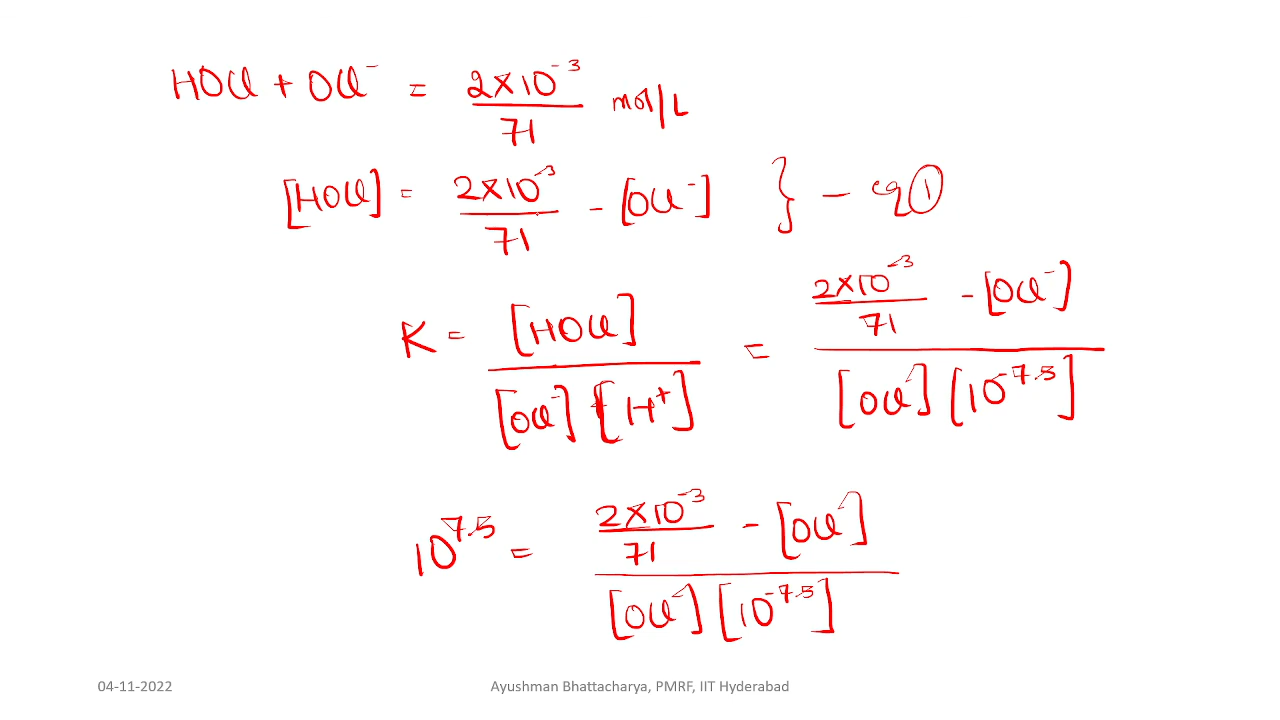 HOCl + OCl⁻ = 2×10⁻³/71 mol/L
[HOCl] = 2×10⁻³/71 - [OCl⁻] } - eq ①
K = [HOCl]/[OCl⁻][H⁺] = (2×10⁻³/71 - [OCl⁻])/[OCl⁻][10⁻⁷·⁵]
10⁷·⁵ = (2×10⁻³/71 - [OCl⁻])/[OCl⁻][10⁻⁷·⁵]
04-11-2022 Ayushman Bhattacharya, PMRF, IIT Hyderabad